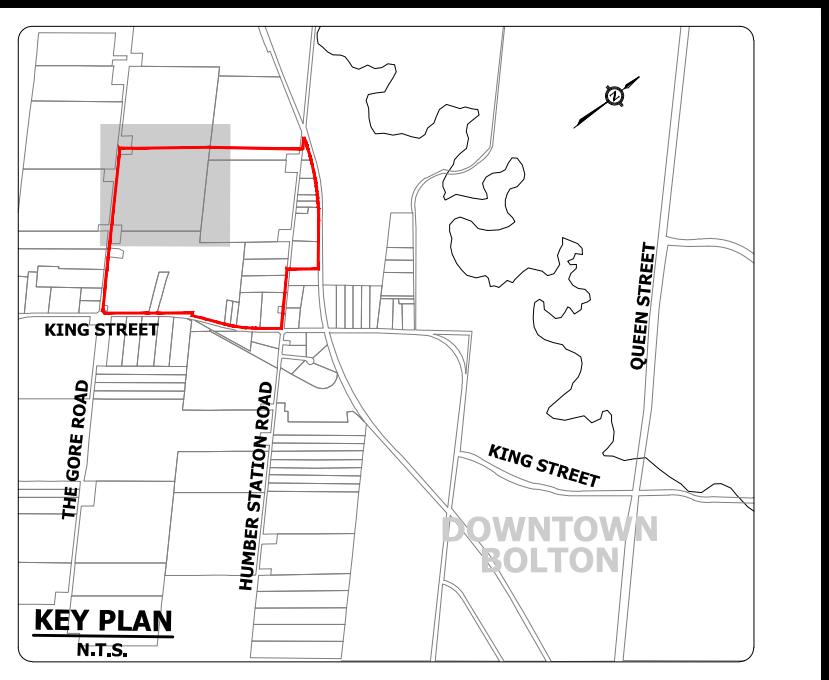 N
QUEEN STREET
KING STREET
THE GORE ROAD
HUMBER STATION ROAD
KING STREET
DOWNTOWN
BOLTON
KEY PLAN
N.T.S.